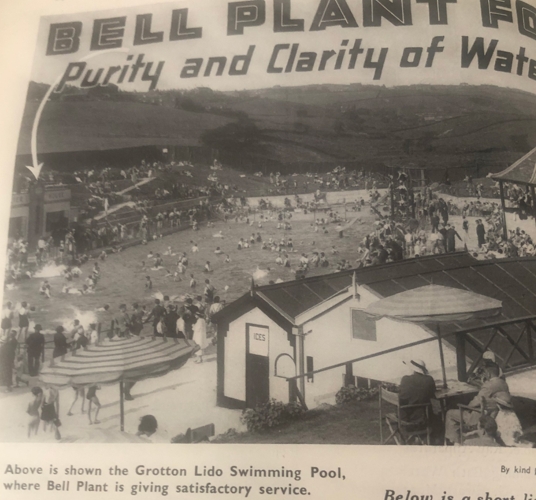 BELL PLANT FO
Purity and Clarity of Wate
ICES
Above is shown the Grotton Lido Swimming Pool,
where Bell Plant is giving satisfactory service.
By kind
Below is a short li